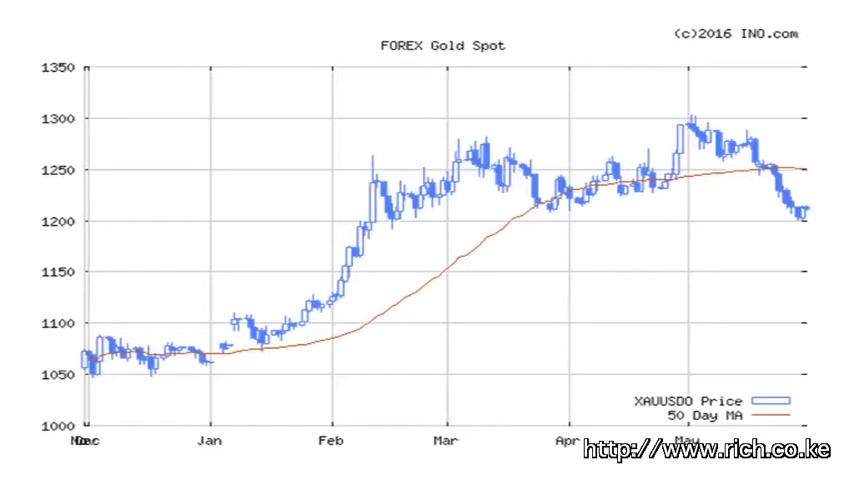 (c)2016 INO.com
FOREX Gold Spot
1350
1300
1250
1200
1150
1100
1050
1000
XAUUSDO Price
50 Day MA
Dec Jan Feb Mar Apr May
http://www.rich.co.ke